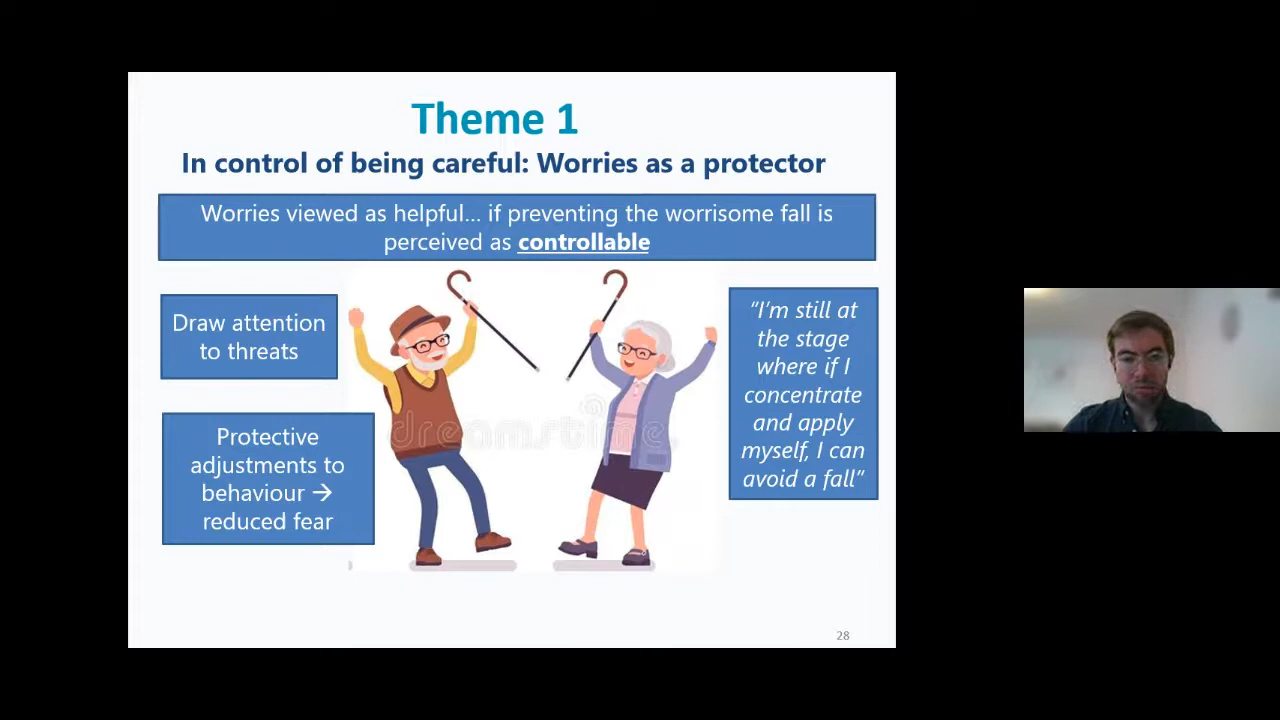 Theme 1
In control of being careful: Worries as a protector
Worries viewed as helpful... if preventing the worrisome fall is
perceived as controllable
Draw attention
to threats
Protective
adjustments to
behaviour →
reduced fear
dreamstime
“I’m still at
the stage
where if I
concentrate
and apply
myself, I can
avoid a fall”
28